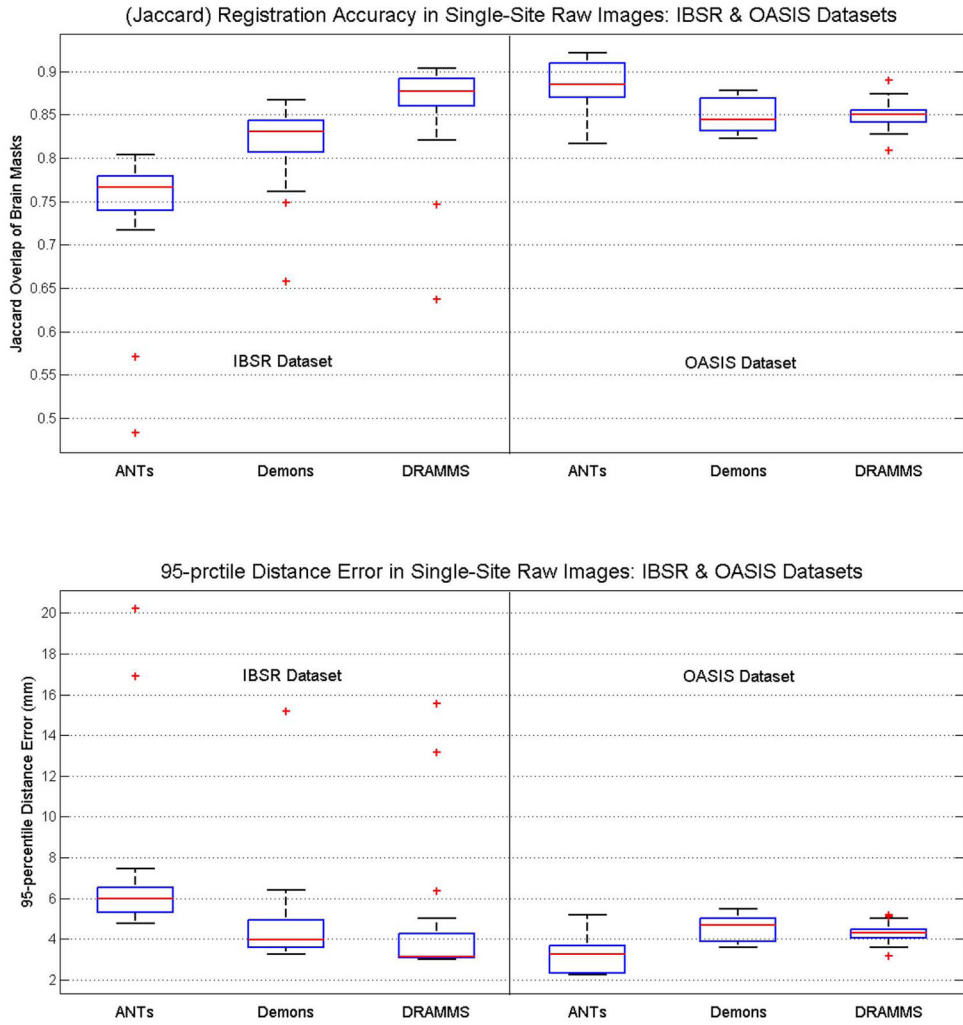 (Jaccard) Registration Accuracy in Single-Site Raw Images: IBSR & OASIS Datasets
Jaccard Overlap of Brain Masks
0.9
0.85
0.8
0.75
0.7
0.65
0.6
0.55
0.5
IBSR Dataset
OASIS Dataset
ANTs Demons DRAMMS ANTs Demons DRAMMS
95-prctile Distance Error in Single-Site Raw Images: IBSR & OASIS Datasets
95-percentile Distance Error (mm)
20
18
16
14
12
10
8
6
4
2
IBSR Dataset
OASIS Dataset
ANTs Demons DRAMMS ANTs Demons DRAMMS